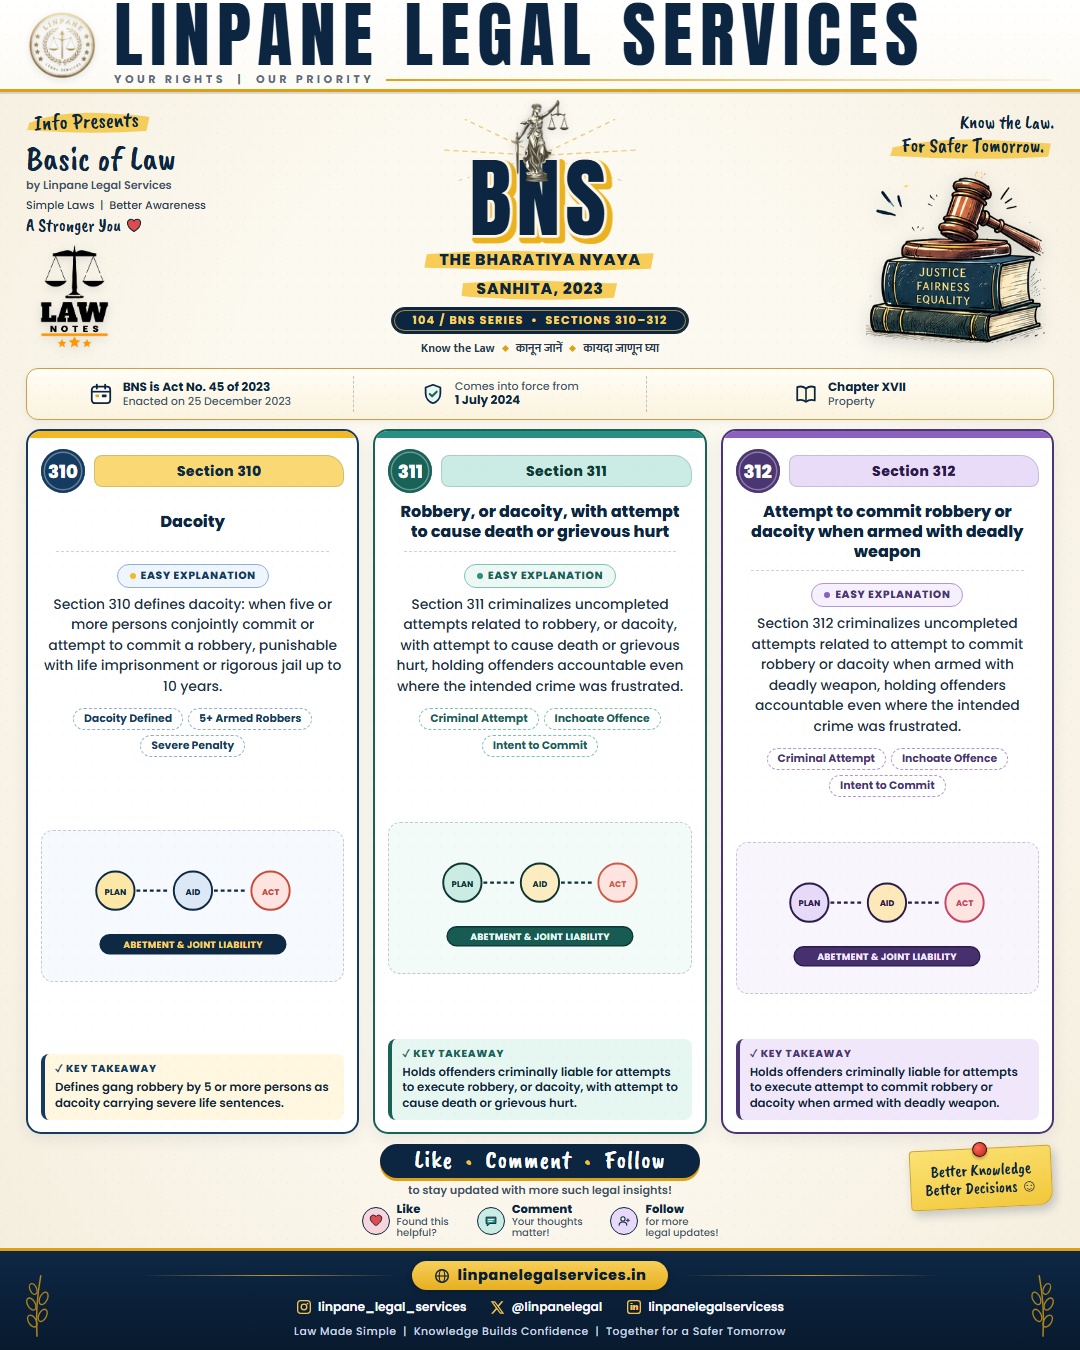 LINPANE LEGAL SERVICES
YOUR RIGHTS | OUR PRIORITY
Info Presents
Basic of Law
by Linpane Legal Services
Simple Laws | Better Awareness
A Stronger You
LAW
NOTES
BNS
THE BHARATIYA NYAYA
SANHITA, 2023
104 / BNS SERIES • SECTIONS 310–312
Know the Law ◆ कानून जानें ◆ कायदा जाणून घ्या
Know the Law.
For Safer Tomorrow.
JUSTICE
FAIRNESS
EQUALITY
BNS is Act No. 45 of 2023
Enacted on 25 December 2023
Comes into force from
1 July 2024
Chapter XVII
Property
310
Section 310
Dacoity
EASY EXPLANATION
Section 310 defines dacoity: when five or
more persons conjointly commit or
attempt to commit a robbery, punishable
with life imprisonment or rigorous jail up to
10 years.
Dacoity Defined
5+ Armed Robbers
Severe Penalty
PLAN
AID
ACT
ABETMENT & JOINT LIABILITY
✓ KEY TAKEAWAY
Defines gang robbery by 5 or more persons as
dacoity carrying severe life sentences.
311
Section 311
Robbery, or dacoity, with attempt
to cause death or grievous hurt
EASY EXPLANATION
Section 311 criminalizes uncompleted
attempts related to robbery, or dacoity,
with attempt to cause death or grievous
hurt, holding offenders accountable even
where the intended crime was frustrated.
Criminal Attempt
Inchoate Offence
Intent to Commit
PLAN
AID
ACT
ABETMENT & JOINT LIABILITY
✓ KEY TAKEAWAY
Holds offenders criminally liable for attempts
to execute robbery, or dacoity, with attempt to
cause death or grievous hurt.
312
Section 312
Attempt to commit robbery or
dacoity when armed with deadly
weapon
EASY EXPLANATION
Section 312 criminalizes uncompleted
attempts related to attempt to commit
robbery or dacoity when armed with
deadly weapon, holding offenders
accountable even where the intended
crime was frustrated.
Criminal Attempt
Inchoate Offence
Intent to Commit
PLAN
AID
ACT
ABETMENT & JOINT LIABILITY
✓ KEY TAKEAWAY
Holds offenders criminally liable for attempts
to execute attempt to commit robbery or
dacoity when armed with deadly weapon.
Like • Comment • Follow
to stay updated with more such legal insights!
Like
Found this
helpful?
Comment
Your thoughts
matter!
Follow
for more
legal updates!
Better Knowledge
Better Decisions ☺
linpanelegalservices.in
linpane_legal_services
@linpanelegal
linpanelegalservicess
Law Made Simple | Knowledge Builds Confidence | Together for a Safer Tomorrow